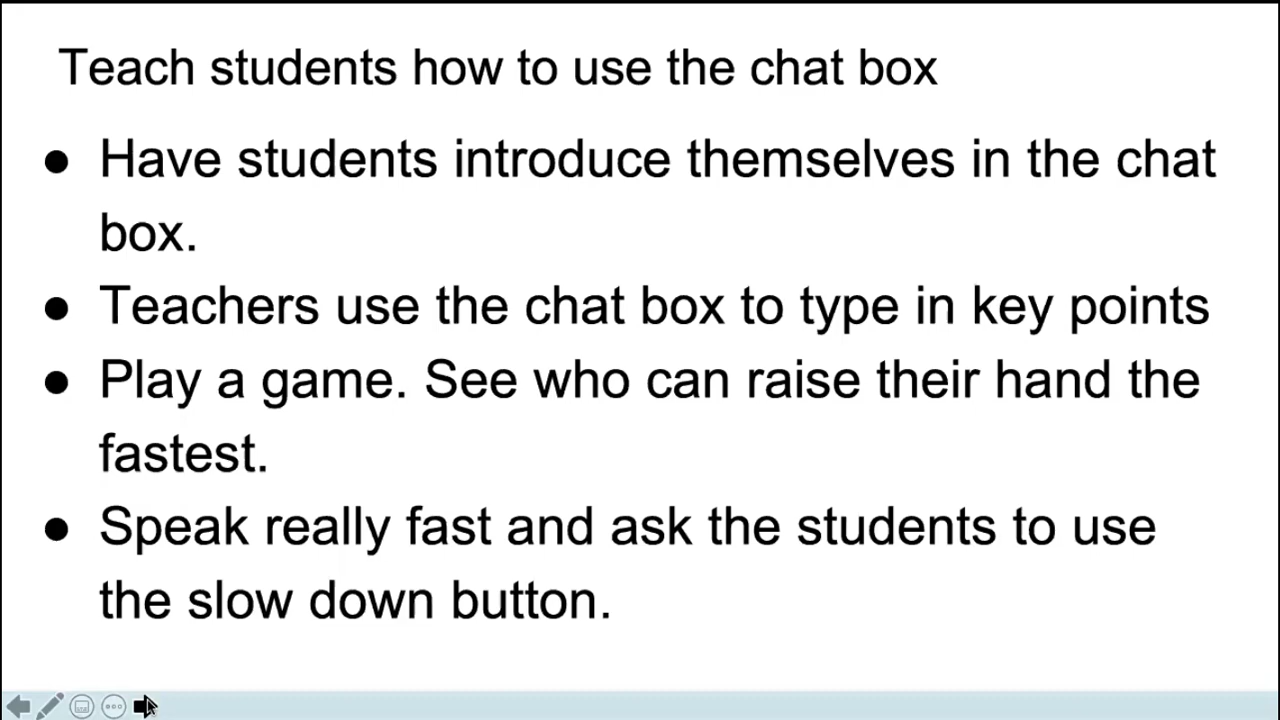 Teach students how to use the chat box
● Have students introduce themselves in the chat
box.
● Teachers use the chat box to type in key points
● Play a game. See who can raise their hand the
fastest.
● Speak really fast and ask the students to use
the slow down button.